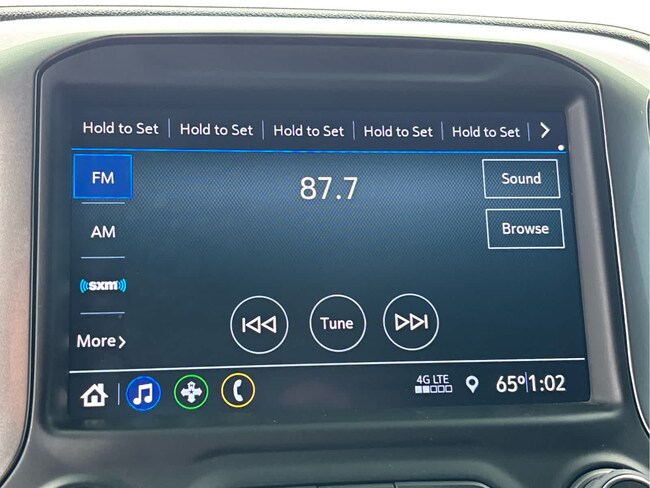 Hold to Set Hold to Set Hold to Set Hold to Set Hold to Set
FM
87.7
Sound
AM
Browse
sxm
More
Tune
4G LTE
65° 1:02